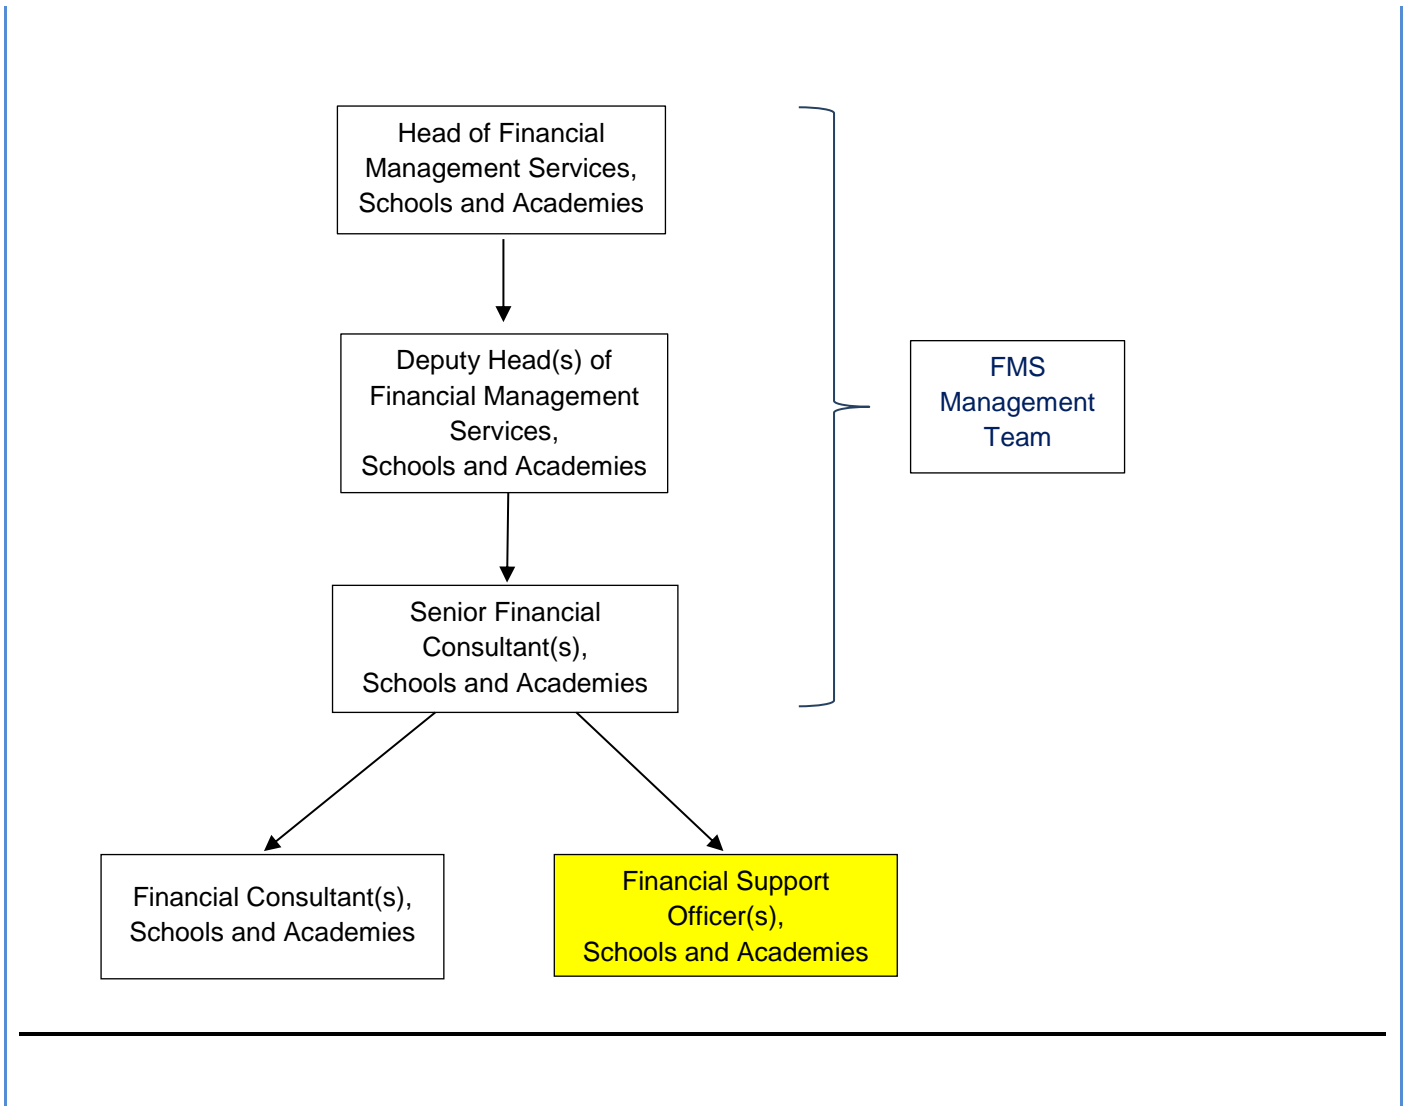 Head of Financial
Management Services,
Schools and Academies
Deputy Head(s) of
Financial Management
Services,
Schools and Academies
FMS
Management
Team
Senior Financial
Consultant(s),
Schools and Academies
Financial Consultant(s),
Schools and Academies
Financial Support
Officer(s),
Schools and Academies